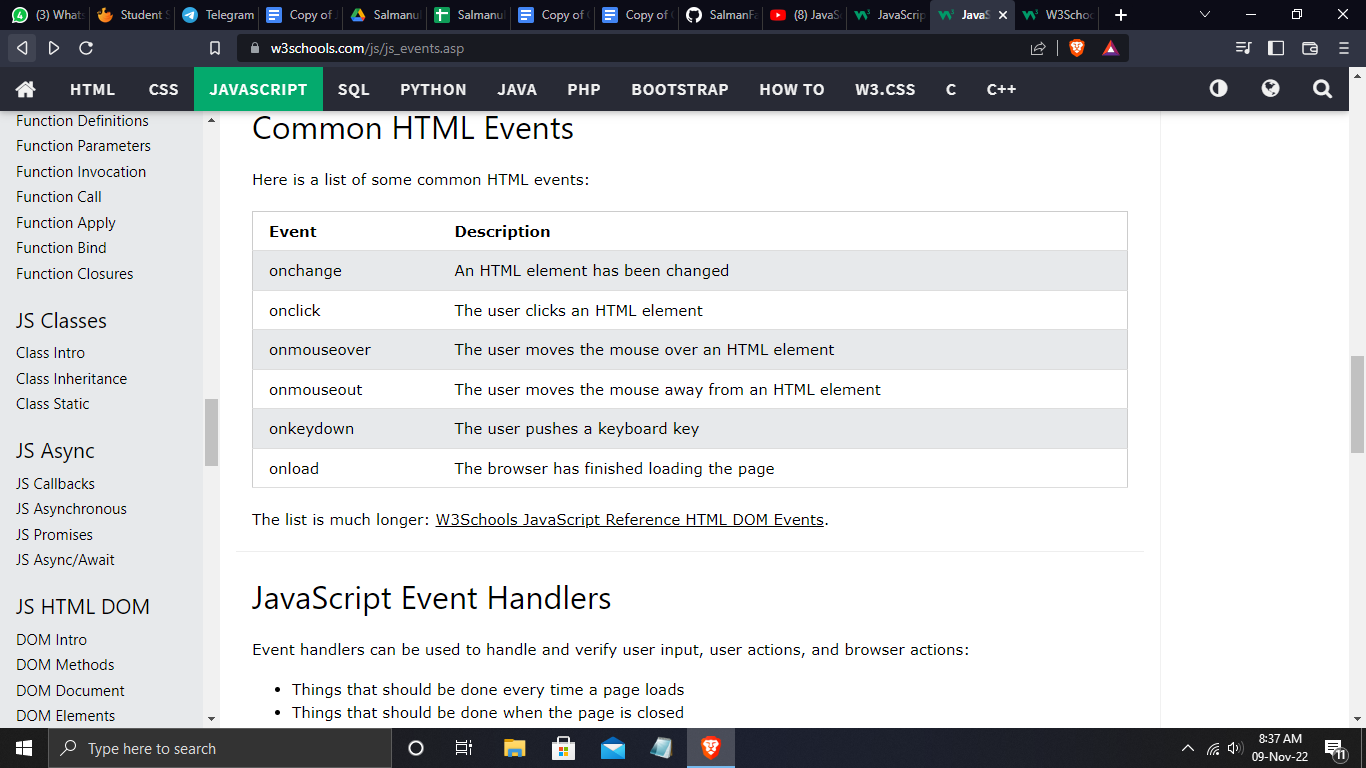 (3) Whats
Student S
Telegram
Copy of
Salmanul
Salmanul
Copy of
Copy of
SalmanFa
(8) JavaS
JavaScrip
JavaS
W3Schoo
w3schools.com/js/js_events.asp
HTML CSS JAVASCRIPT SQL PYTHON JAVA PHP BOOTSTRAP HOW TO W3.CSS C C++
Function Definitions
Function Parameters
Function Invocation
Function Call
Function Apply
Function Bind
Function Closures
JS Classes
Class Intro
Class Inheritance
Class Static
JS Async
JS Callbacks
JS Asynchronous
JS Promises
JS Async/Await
JS HTML DOM
DOM Intro
DOM Methods
DOM Document
DOM Elements
Common HTML Events
Here is a list of some common HTML events:
Event Description
onchange An HTML element has been changed
onclick The user clicks an HTML element
onmouseover The user moves the mouse over an HTML element
onmouseout The user moves the mouse away from an HTML element
onkeydown The user pushes a keyboard key
onload The browser has finished loading the page
The list is much longer: W3Schools JavaScript Reference HTML DOM Events.
JavaScript Event Handlers
Event handlers can be used to handle and verify user input, user actions, and browser actions:
• Things that should be done every time a page loads
• Things that should be done when the page is closed
Type here to search
8:37 AM
09-Nov-22
11